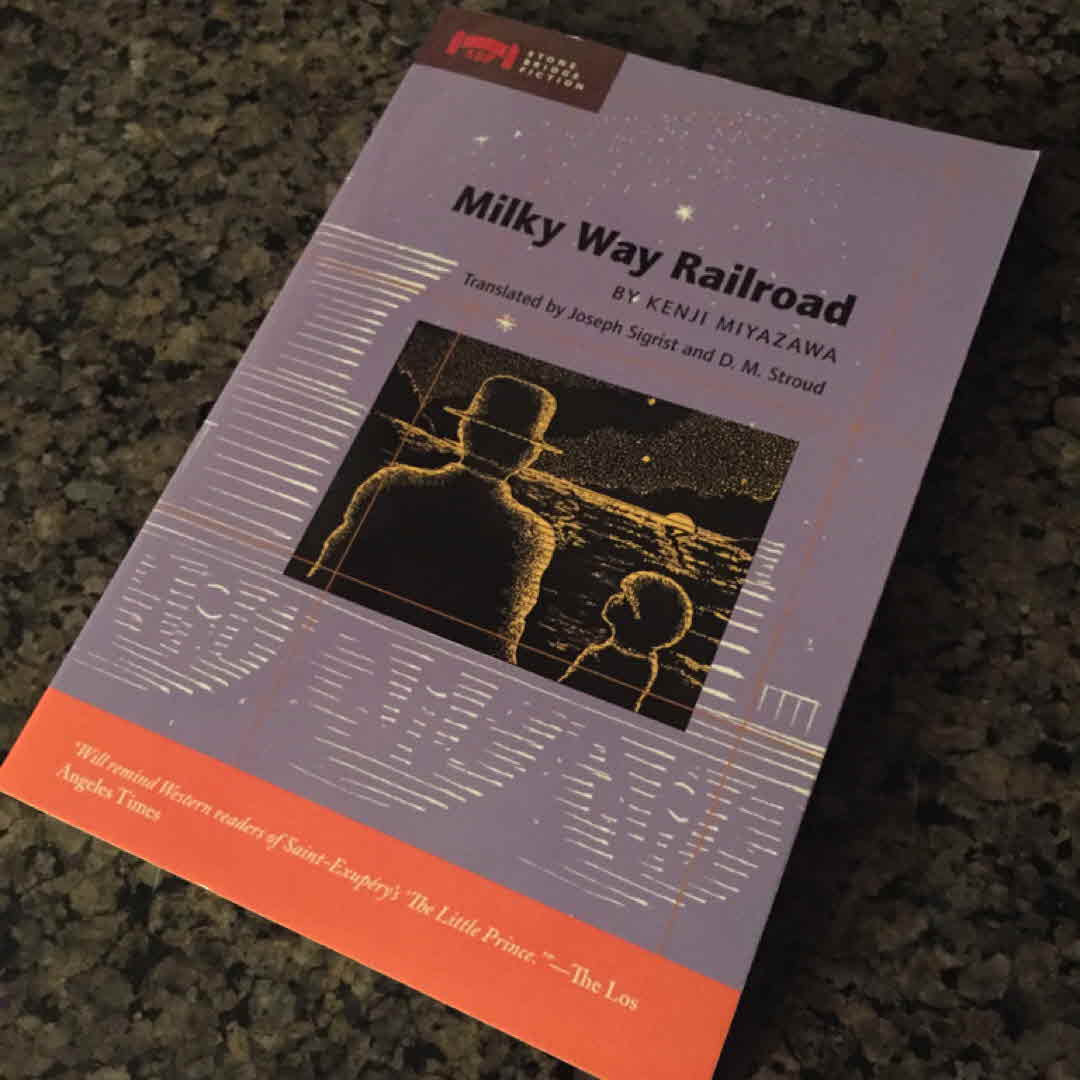 STONE
BRIDGE
FICTION
Milky Way Railroad
BY KENJI MIYAZAWA
Translated by Joseph Sigrist and D. M. Stroud
"Will remind Western readers of Saint-Exupéry's 'The Little Prince.'"—The Los
Angeles Times